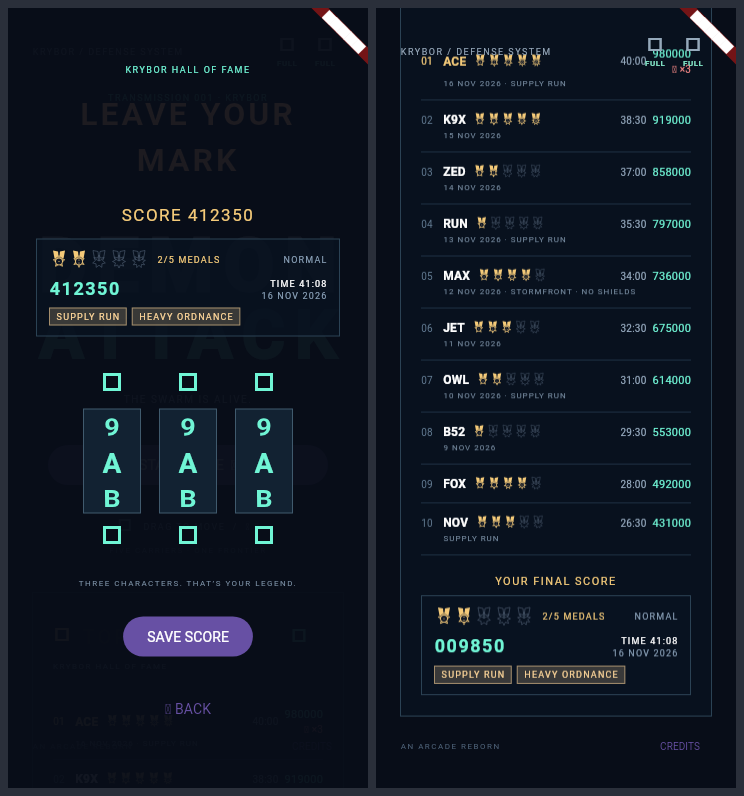 KRYBOR HALL OF FAME
LEAVE YOUR
MARK
SCORE 412350
2/5 MEDALS NORMAL
412350 TIME 41:08
16 NOV 2026
SUPPLY RUN HEAVY ORDNANCE
ATTACK
9 9 9
A A A
B B B
THREE CHARACTERS. THAT'S YOUR LEGEND.
SAVE SCORE
BACK
KRYBOR / DEFENSE SYSTEM
FULL FULL
01 ACE 40:00 980000
×3
16 NOV 2026 · SUPPLY RUN
02 K9X 38:30 919000
15 NOV 2026
03 ZED 37:00 858000
14 NOV 2026
04 RUN 35:30 797000
13 NOV 2026 · SUPPLY RUN
05 MAX 34:00 736000
12 NOV 2026 · STORMFRONT · NO SHIELDS
06 JET 32:30 675000
11 NOV 2026
07 OWL 31:00 614000
10 NOV 2026 · SUPPLY RUN
08 B52 29:30 553000
9 NOV 2026
09 FOX 28:00 492000
10 NOV 26:30 431000
SUPPLY RUN
YOUR FINAL SCORE
2/5 MEDALS NORMAL
009850 TIME 41:08
16 NOV 2026
SUPPLY RUN HEAVY ORDNANCE
AN ARCADE REBORN CREDITS